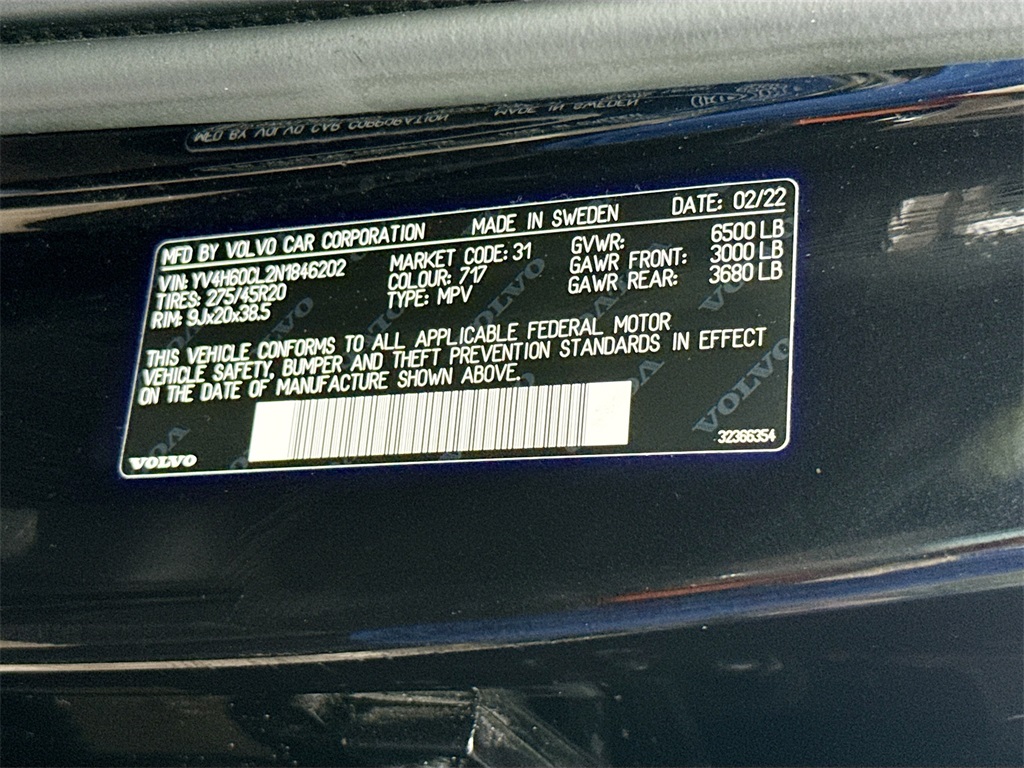 MFD BY VOLVO CAR CORPORATION MADE IN SWEDEN DATE: 02/22
VIN: YV4H60CL2N1846202 MARKET CODE: 31 GVWR: 6500 LB
TIRES: 275/45R20 COLOUR: 717 GAWR FRONT: 3000 LB
RIM: 9Jx20x38.5 TYPE: MPV GAWR REAR: 3680 LB
THIS VEHICLE CONFORMS TO ALL APPLICABLE FEDERAL MOTOR
VEHICLE SAFETY, BUMPER AND THEFT PREVENTION STANDARDS IN EFFECT
ON THE DATE OF MANUFACTURE SHOWN ABOVE.
VOLVO
32366354